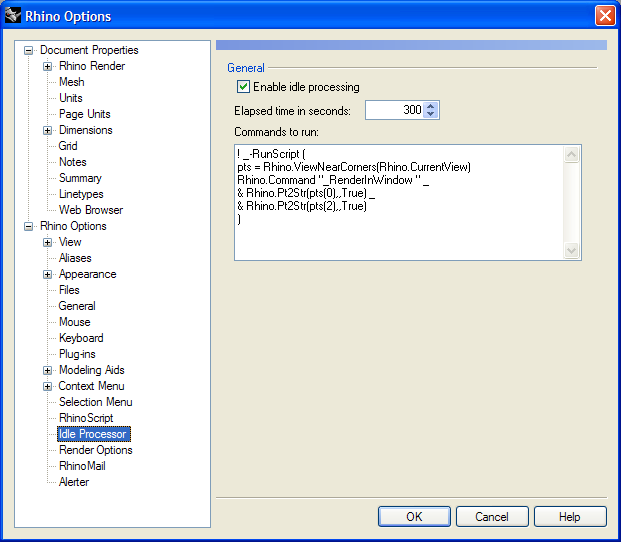 Rhino Options
Document Properties
Rhino Render
Mesh
Units
Page Units
Dimensions
Grid
Notes
Summary
Linetypes
Web Browser
Rhino Options
View
Aliases
Appearance
Files
General
Mouse
Keyboard
Plug-ins
Modeling Aids
Context Menu
Selection Menu
RhinoScript
Idle Processor
Render Options
RhinoMail
Alerter
General
Enable idle processing
Elapsed time in seconds: 300
Commands to run:
! _-RunScript (
pts = Rhino.ViewNearCorners(Rhino.CurrentView)
Rhino.Command "_RenderInWindow " _
& Rhino.Pt2Str(pts(0),,True) _
& Rhino.Pt2Str(pts(2),,True)
)
OK Cancel Help